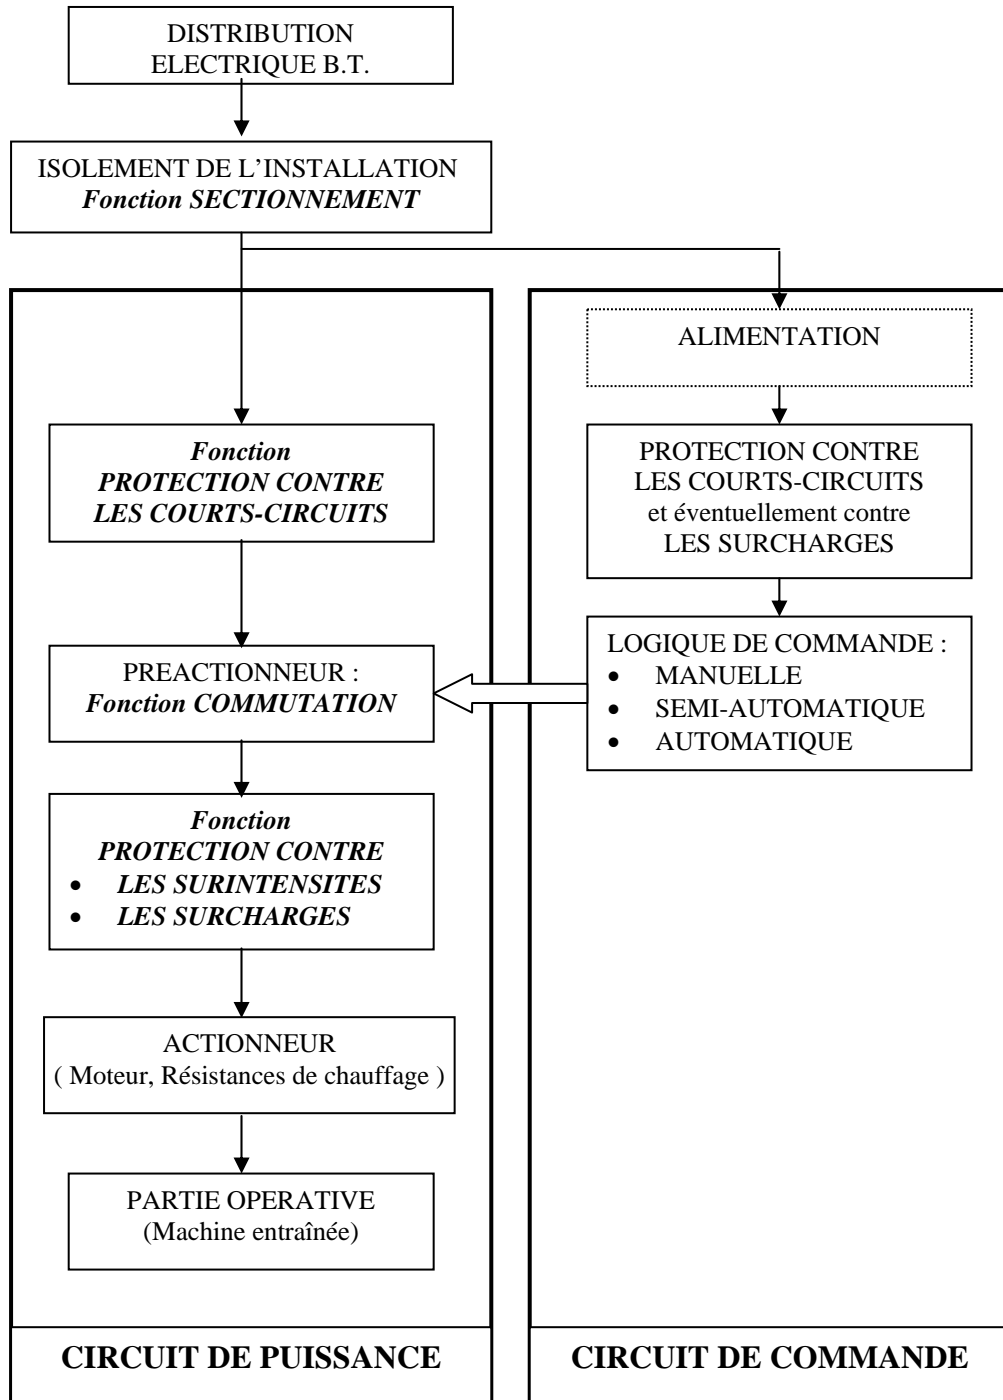 DISTRIBUTION
ELECTRIQUE B.T.
ISOLEMENT DE L'INSTALLATION
Fonction SECTIONNEMENT
Fonction
PROTECTION CONTRE
LES COURTS-CIRCUITS
PREACTIONNEUR :
Fonction COMMUTATION
Fonction
PROTECTION CONTRE
• LES SURINTENSITES
• LES SURCHARGES
ACTIONNEUR
( Moteur, Résistances de chauffage )
PARTIE OPERATIVE
(Machine entraînée)
CIRCUIT DE PUISSANCE
ALIMENTATION
PROTECTION CONTRE
LES COURTS-CIRCUITS
et éventuellement contre
LES SURCHARGES
LOGIQUE DE COMMANDE :
• MANUELLE
• SEMI-AUTOMATIQUE
• AUTOMATIQUE
CIRCUIT DE COMMANDE